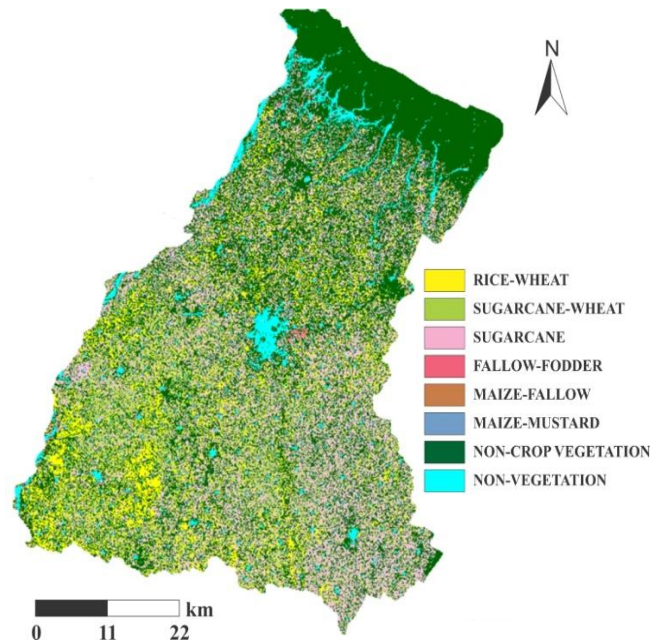 N
RICE-WHEAT
SUGARCANE-WHEAT
SUGARCANE
FALLOW-FODDER
MAIZE-FALLOW
MAIZE-MUSTARD
NON-CROP VEGETATION
NON-VEGETATION
km
0 11 22